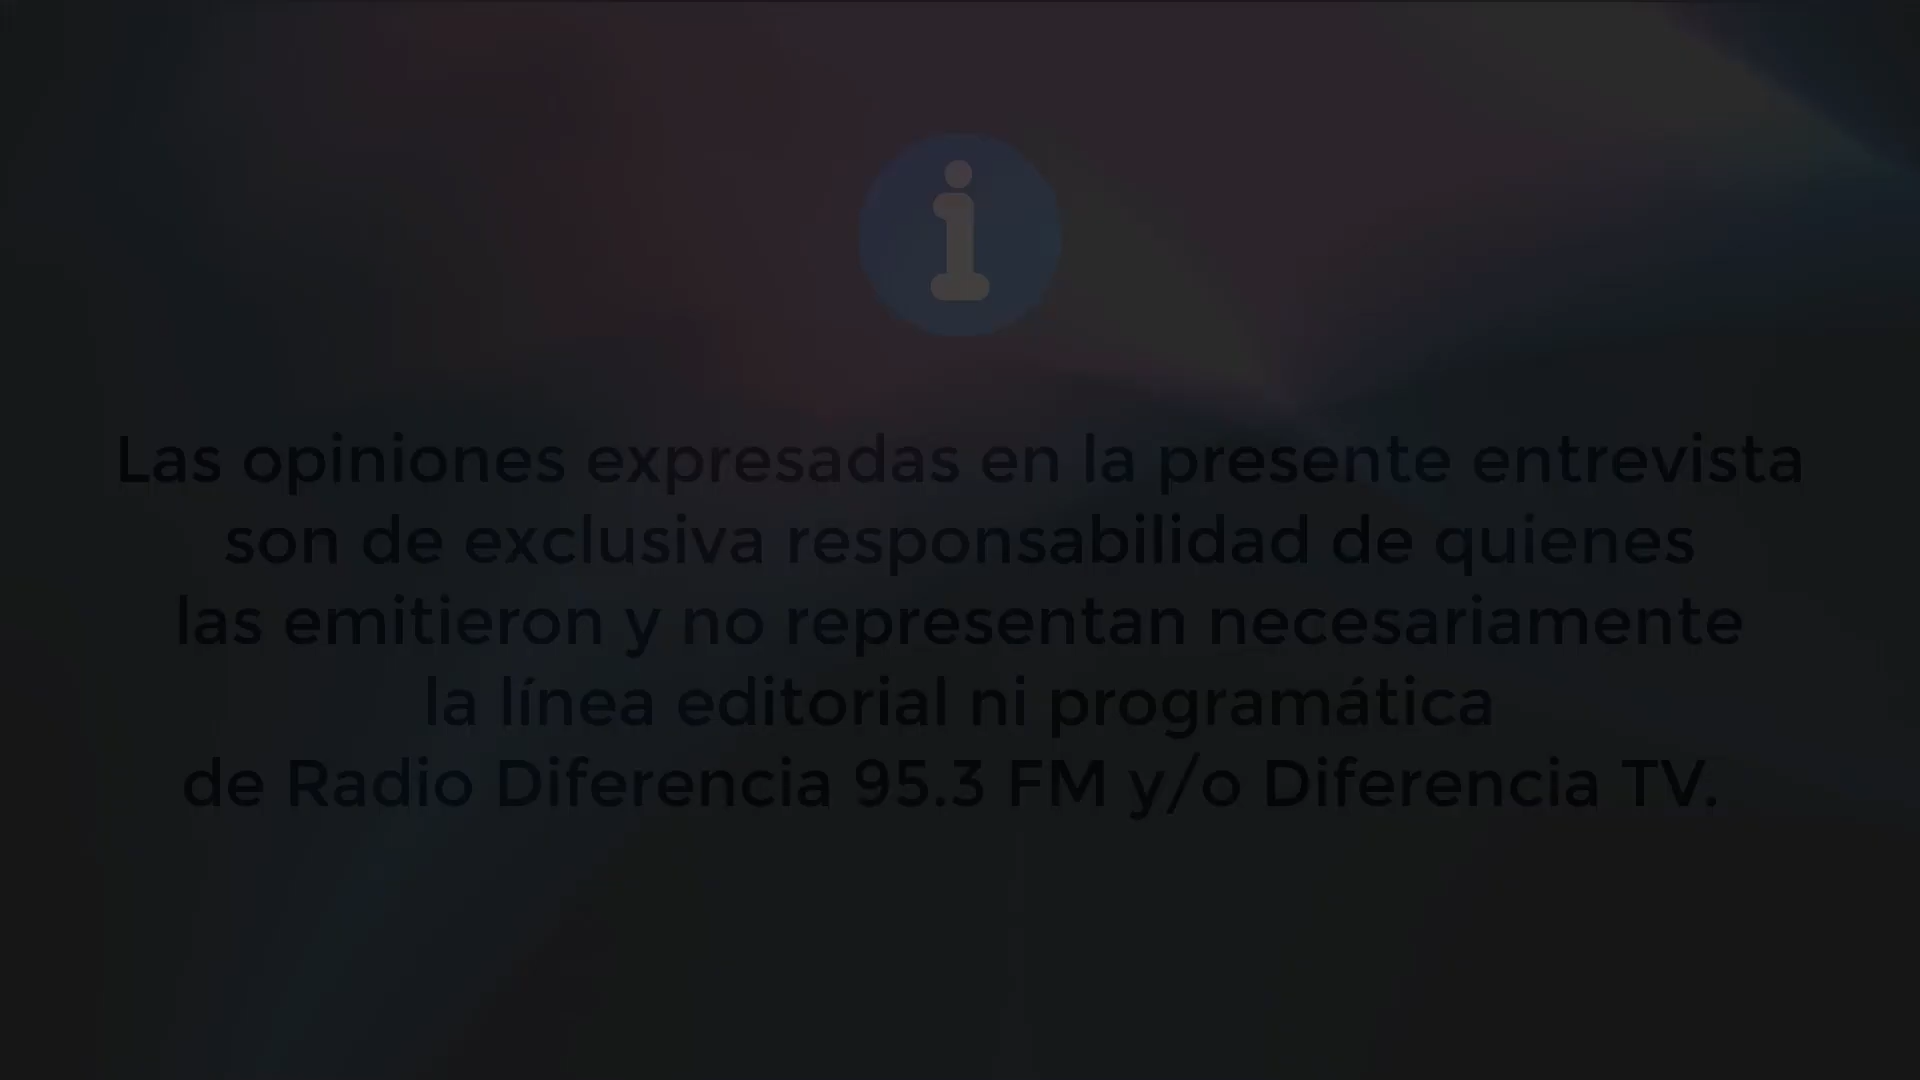 Las opiniones expresadas en la presente entrevista
son de exclusiva responsabilidad de quienes
las emitieron y no representan necesariamente
la línea editorial ni programática
de Radio Diferencia 95.3 FM y/o Diferencia TV.